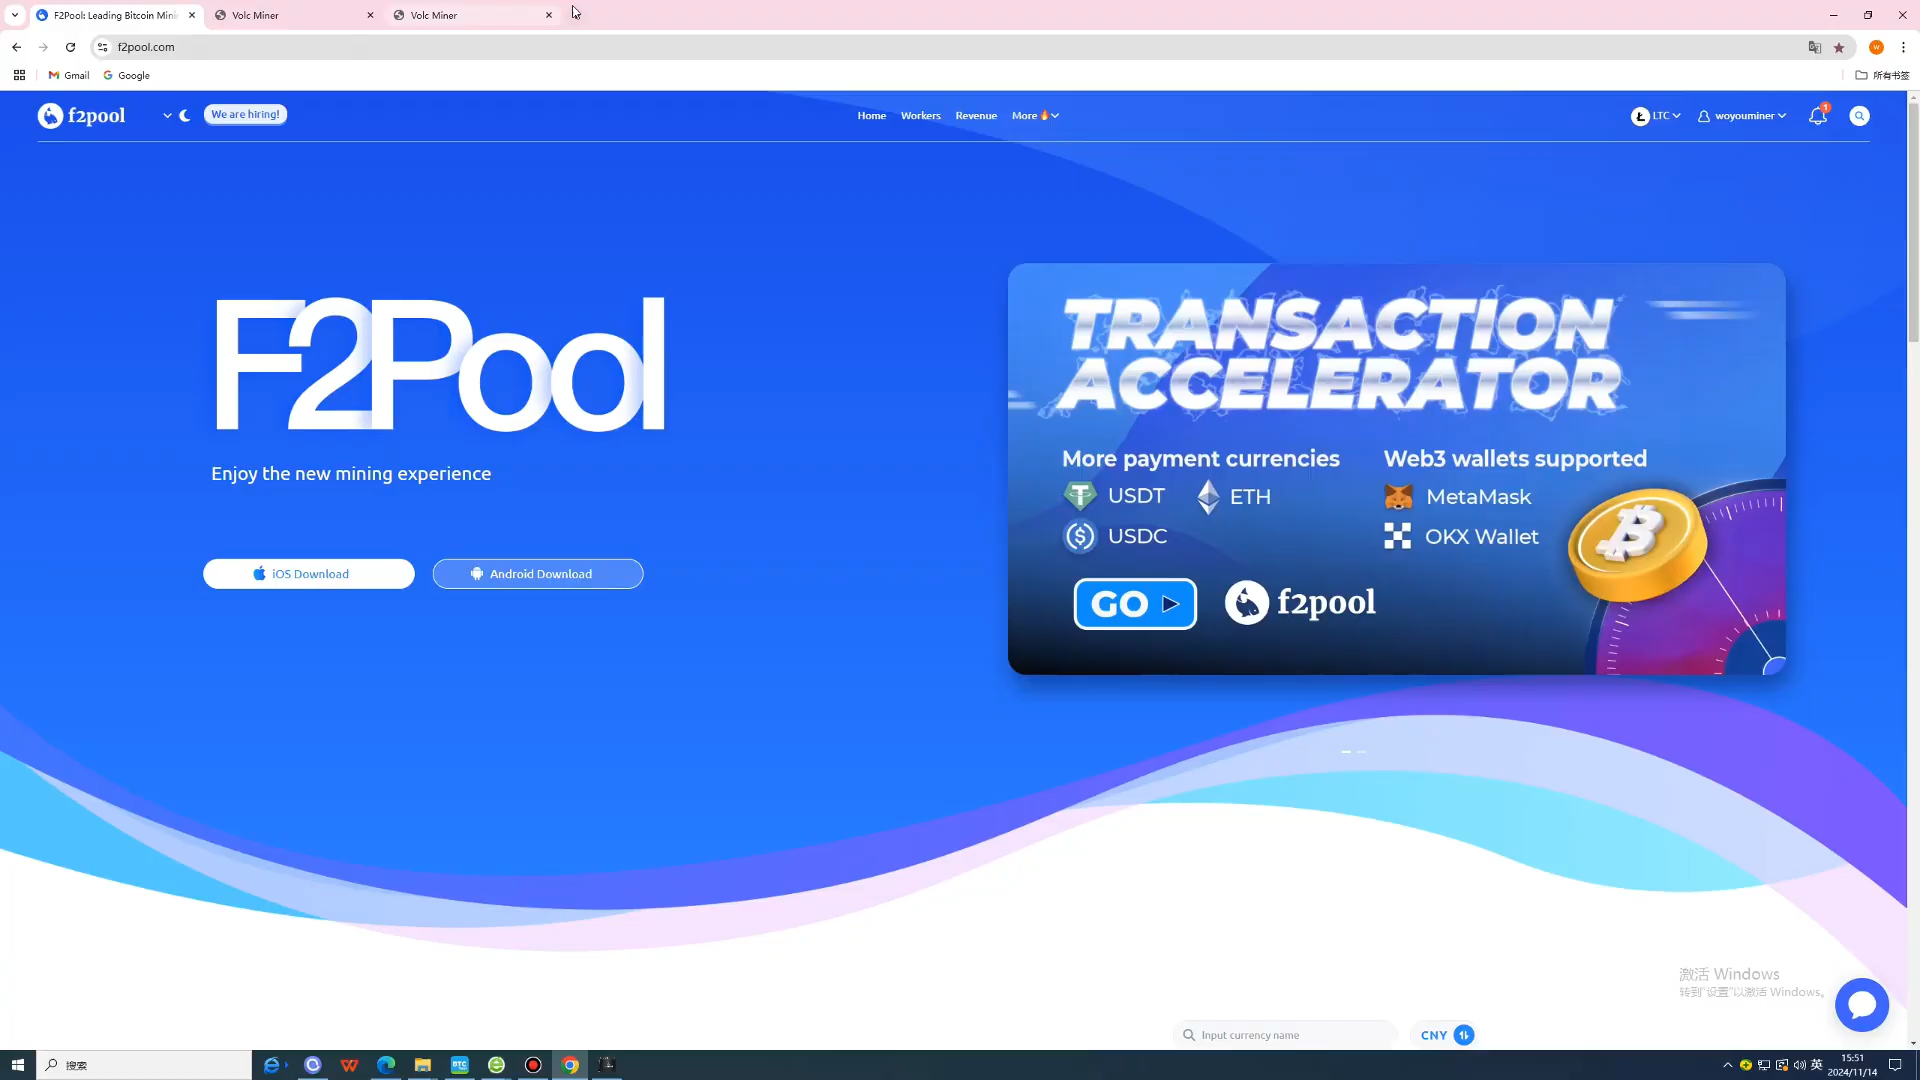 F2Pool: Leading Bitcoin Mini
Volc Miner
Volc Miner
f2pool.com
Gmail
Google
所有书签
f2pool
We are hiring!
Home
Workers
Revenue
More
LTC
woyouminer
1
F2Pool
Enjoy the new mining experience
iOS Download
Android Download
TRANSACTION
ACCELERATOR
More payment currencies
Web3 wallets supported
USDT
ETH
MetaMask
USDC
OKX Wallet
GO
f2pool
激活 Windows
转到"设置"以激活 Windows。
Input currency name
CNY
搜索
英
15:51
2024/11/14